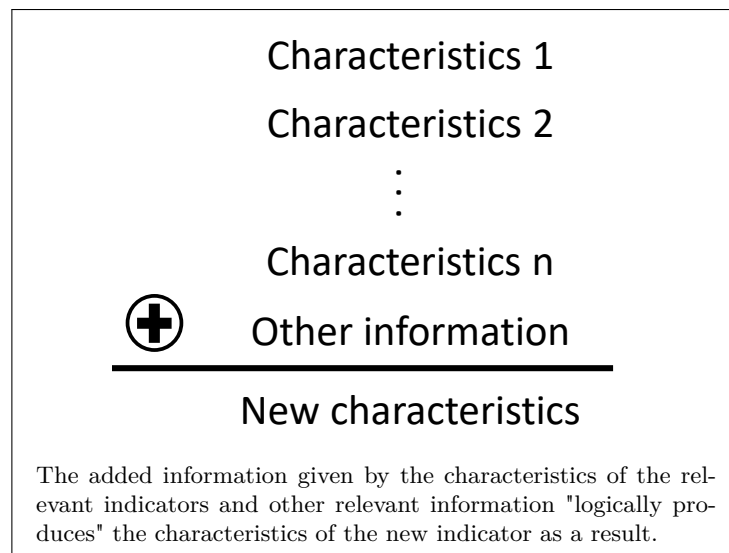 Characteristics 1
Characteristics 2
⋮
Characteristics n
Other information
New characteristics
The added information given by the characteristics of the rel-
evant indicators and other relevant information "logically pro-
duces" the characteristics of the new indicator as a result.